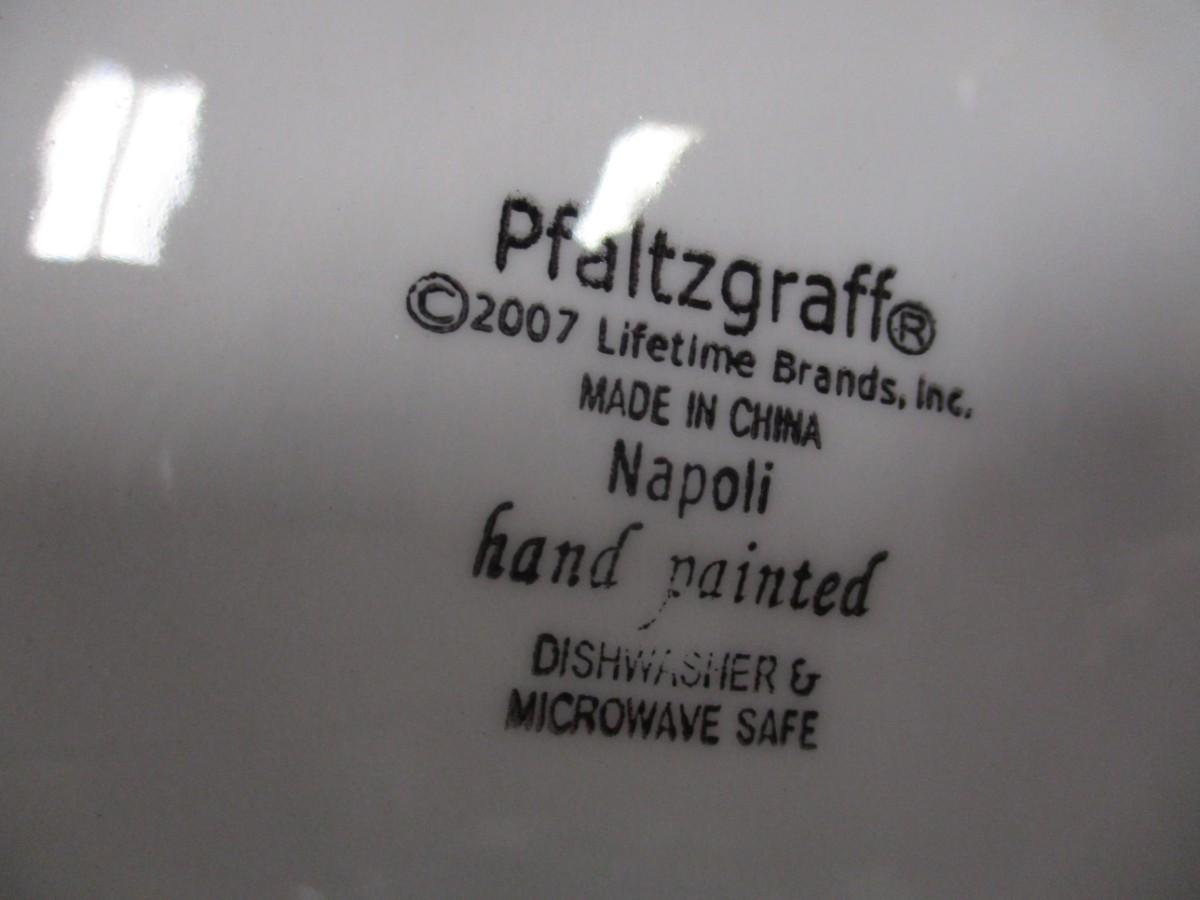 Pfaltzgraff®
©2007 Lifetime Brands, Inc.
MADE IN CHINA
Napoli
hand painted
DISHWASHER &
MICROWAVE SAFE